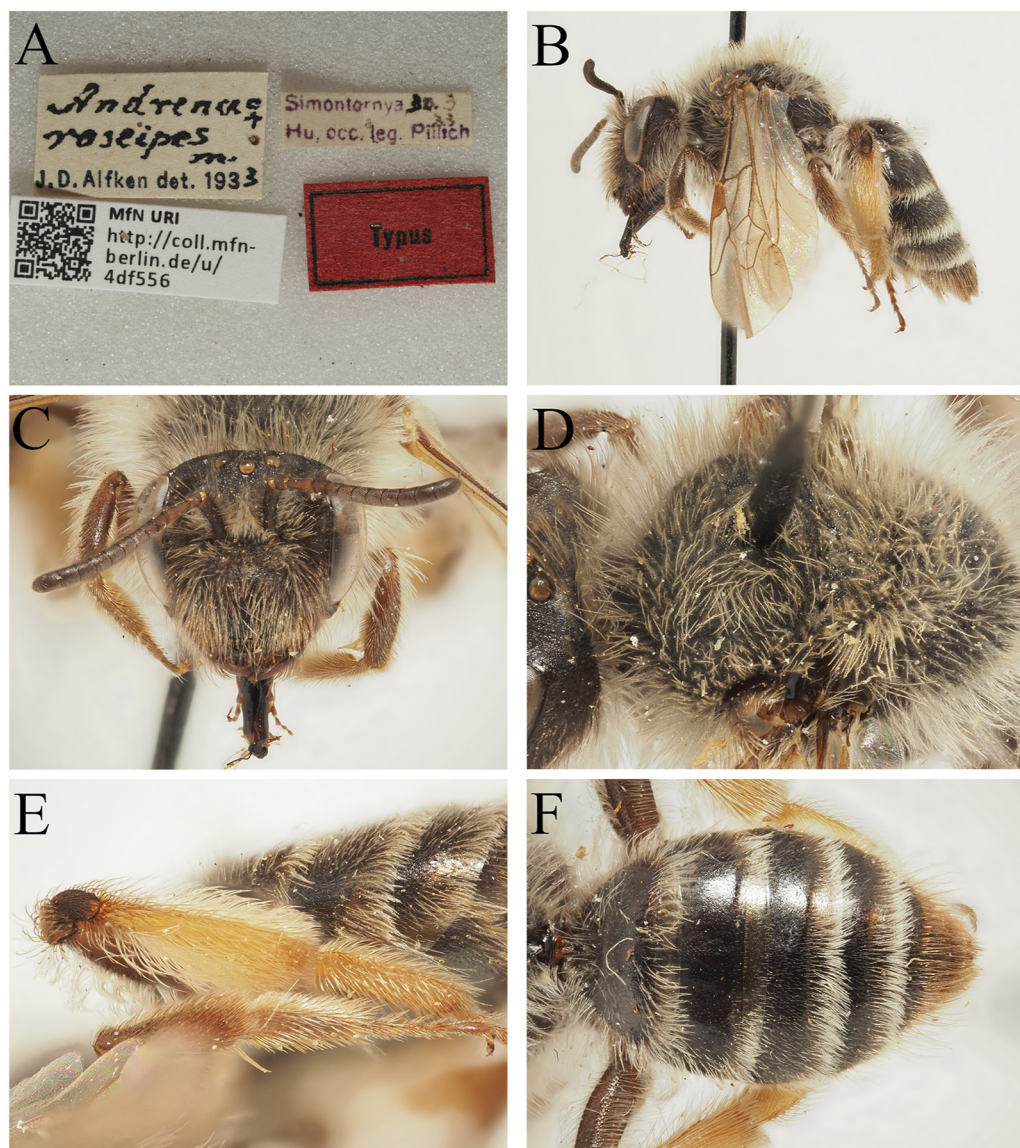 A
Andrena ♀
roseipes
m.
J. D. Alfken det. 1933
Simontornya
Hu, occ. leg. Pillich
MfN URI
http://coll.mfn-
berlin.de/u/
4df556
Typus
B
C
D
E
F